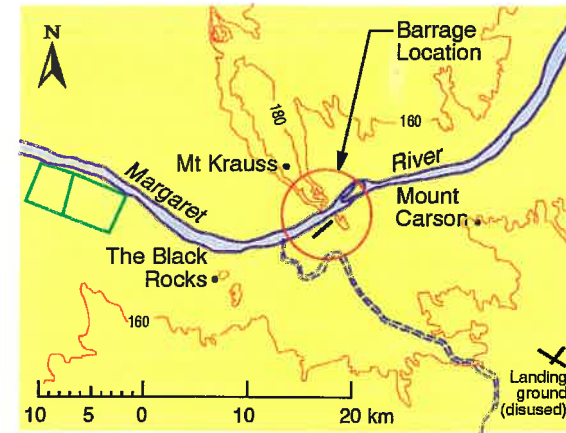 N
Barrage
Location
180
160
Mt Krauss
River
Margaret
Mount
Carson
The Black
Rocks
160
Landing
ground
(disused)
10 5 0 10 20 km